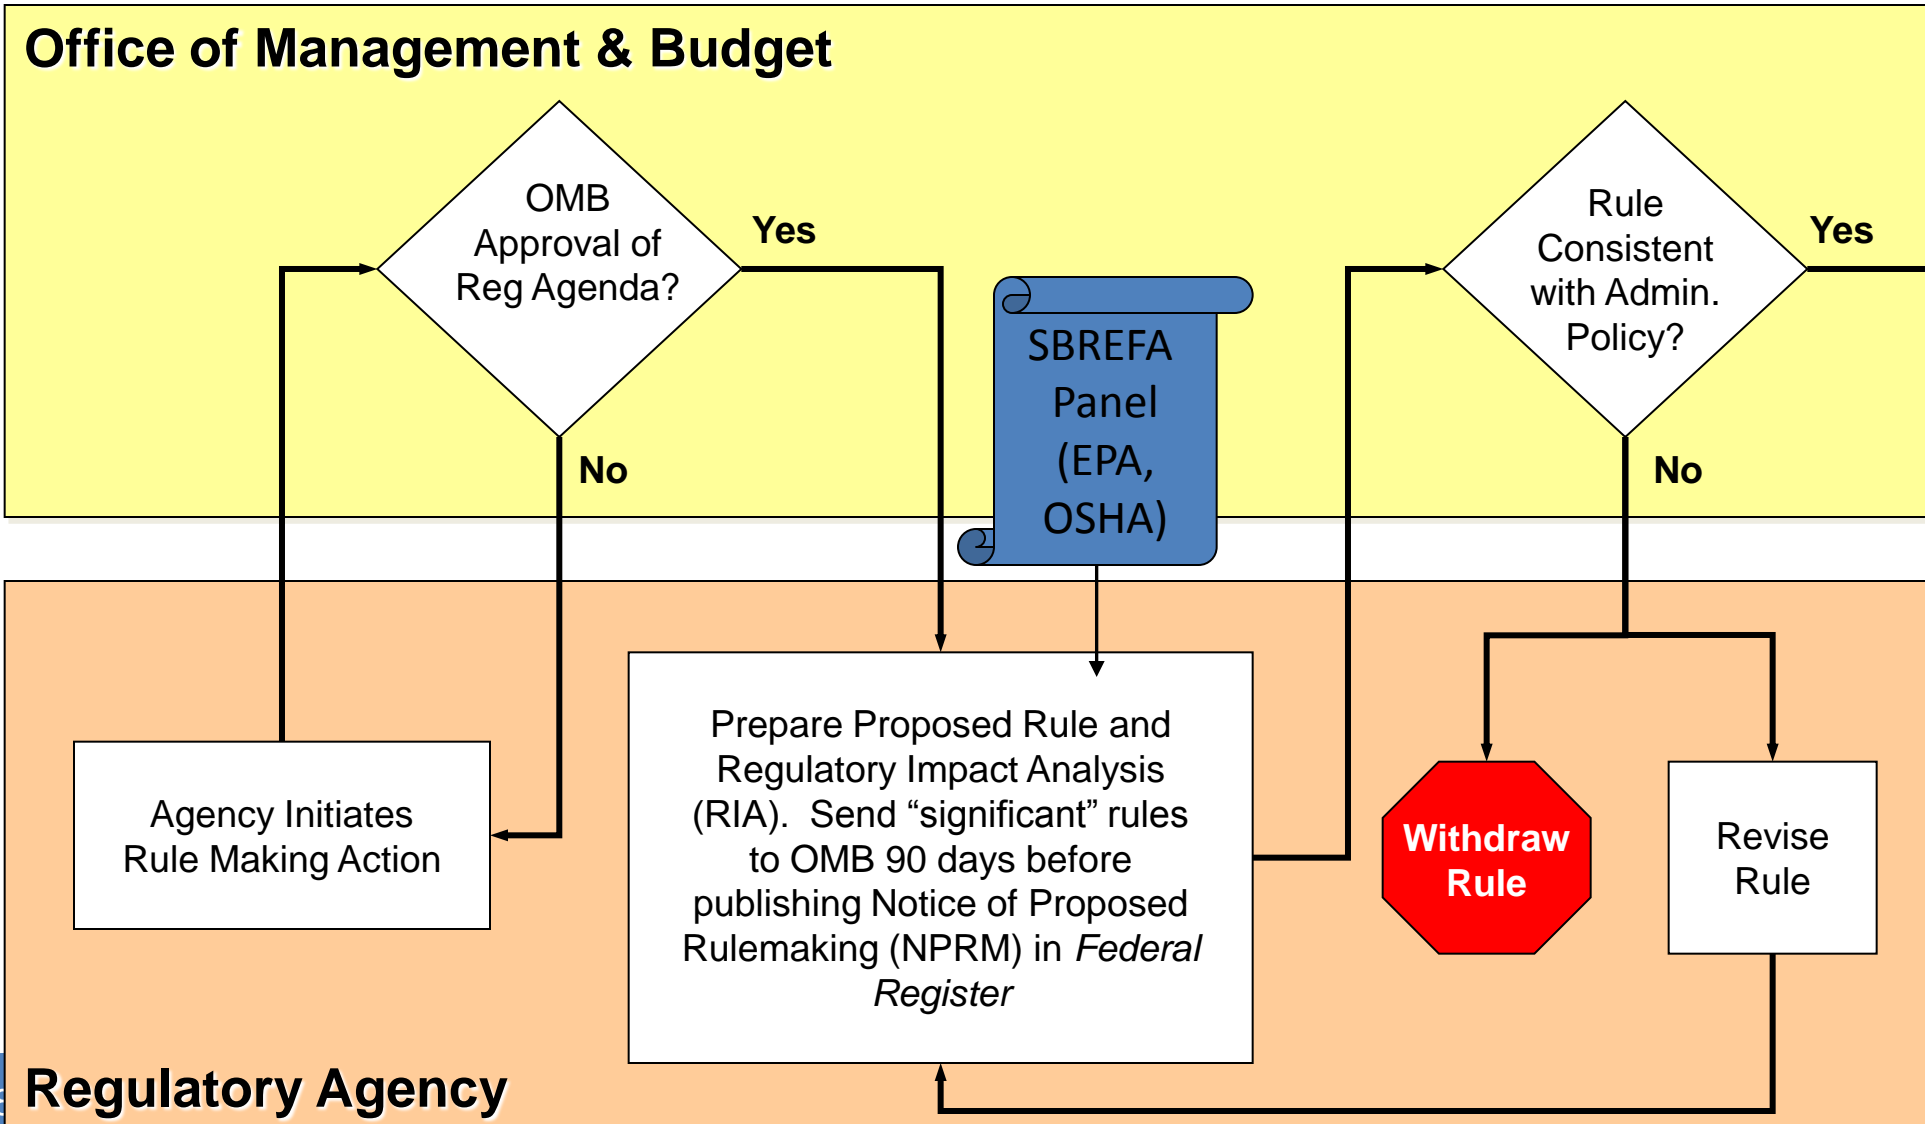 Office of Management & Budget
OMB
Approval of
Reg Agenda?
Yes
No
SBREFA
Panel
(EPA,
OSHA)
Rule
Consistent
with Admin.
Policy?
Yes
No
Agency Initiates
Rule Making Action
Prepare Proposed Rule and
Regulatory Impact Analysis
(RIA).  Send “significant” rules
to OMB 90 days before
publishing Notice of Proposed
Rulemaking (NPRM) in Federal
Register
Withdraw
Rule
Revise
Rule
Regulatory Agency